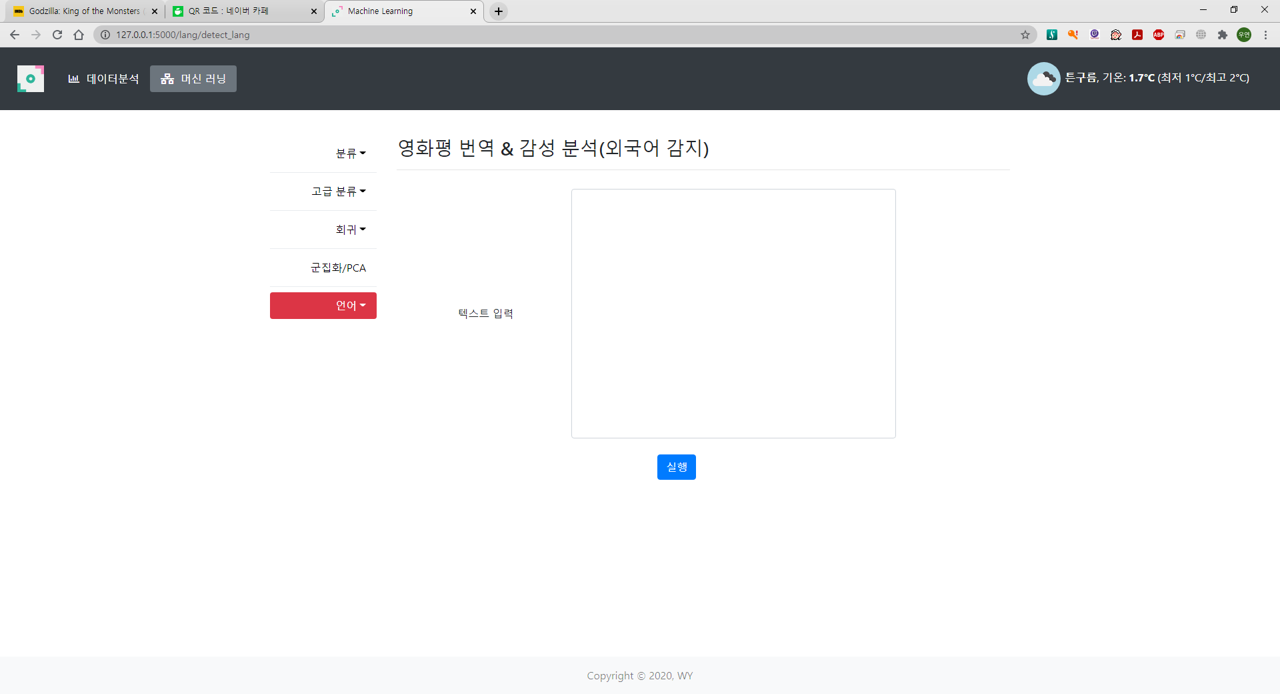 Godzilla: King of the Monsters
QR 코드 : 네이버 카페
Machine Learning
127.0.0.1:5000/lang/detect_lang
ABP
우연
데이터분석
머신 러닝
튼구름, 기온: 1.7°C (최저 1°C/최고 2°C)
분류
고급 분류
회귀
군집화/PCA
언어
영화평 번역 & 감성 분석(외국어 감지)
텍스트 입력
실행
Copyright © 2020, WY